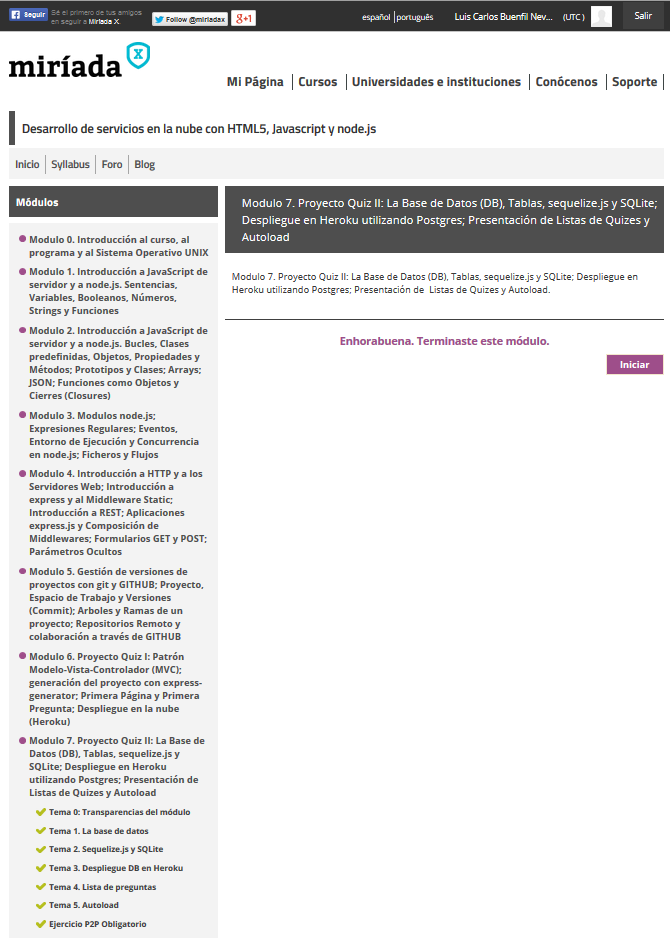 Seguir
Sé el primero de tus amigos
en seguir a Miríada X.
Follow @miriadax
g+1
español
português
Luis Carlos Buenfil Nev...
(UTC )
Salir
miríada X
Mi Página
Cursos
Universidades e instituciones
Conócenos
Soporte
Desarrollo de servicios en la nube con HTML5, Javascript y node.js
Inicio
Syllabus
Foro
Blog
Módulos
Modulo 0. Introducción al curso, al
programa y al Sistema Operativo UNIX
Modulo 1. Introducción a JavaScript de
servidor y a node.js. Sentencias,
Variables, Booleanos, Números,
Strings y Funciones
Modulo 2. Introducción a JavaScript de
servidor y a node.js. Bucles, Clases
predefinidas, Objetos, Propiedades y
Métodos; Prototipos y Clases; Arrays;
JSON; Funciones como Objetos y
Cierres (Closures)
Modulo 3. Modulos node.js;
Expresiones Regulares; Eventos,
Entorno de Ejecución y Concurrencia
en node.js; Ficheros y Flujos
Modulo 4. Introducción a HTTP y a los
Servidores Web; Introducción a
express y al Middleware Static;
Introducción a REST; Aplicaciones
express.js y Composición de
Middlewares; Formularios GET y POST;
Parámetros Ocultos
Modulo 5. Gestión de versiones de
proyectos con git y GITHUB; Proyecto,
Espacio de Trabajo y Versiones
(Commit); Arboles y Ramas de un
proyecto; Repositorios Remoto y
colaboración a través de GITHUB
Modulo 6. Proyecto Quiz I: Patrón
Modelo-Vista-Controlador (MVC);
generación del proyecto con express-
generator; Primera Página y Primera
Pregunta; Despliegue en la nube
(Heroku)
Modulo 7. Proyecto Quiz II: La Base de
Datos (DB), Tablas, sequelize.js y
SQLite; Despliegue en Heroku
utilizando Postgres; Presentación de
Listas de Quizes y Autoload
Tema 0: Transparencias del módulo
Tema 1. La base de datos
Tema 2. Sequelize.js y SQLite
Tema 3. Despliegue DB en Heroku
Tema 4. Lista de preguntas
Tema 5. Autoload
Ejercicio P2P Obligatorio
Modulo 7. Proyecto Quiz II: La Base de Datos (DB), Tablas, sequelize.js y SQLite;
Despliegue en Heroku utilizando Postgres; Presentación de Listas de Quizes y
Autoload
Modulo 7. Proyecto Quiz II: La Base de Datos (DB), Tablas, sequelize.js y SQLite; Despliegue en
Heroku utilizando Postgres; Presentación de Listas de Quizes y Autoload.
Enhorabuena. Terminaste este módulo.
Iniciar